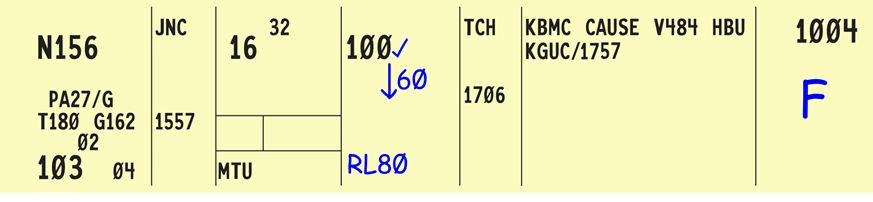 N156
PA27/G
T180 G162
02
103 04
JNC
1557
32
16
MTU
100✓
↓60
RL80
TCH
1706
KBMC CAUSE V484 HBU
KGUC/1757
1004
F